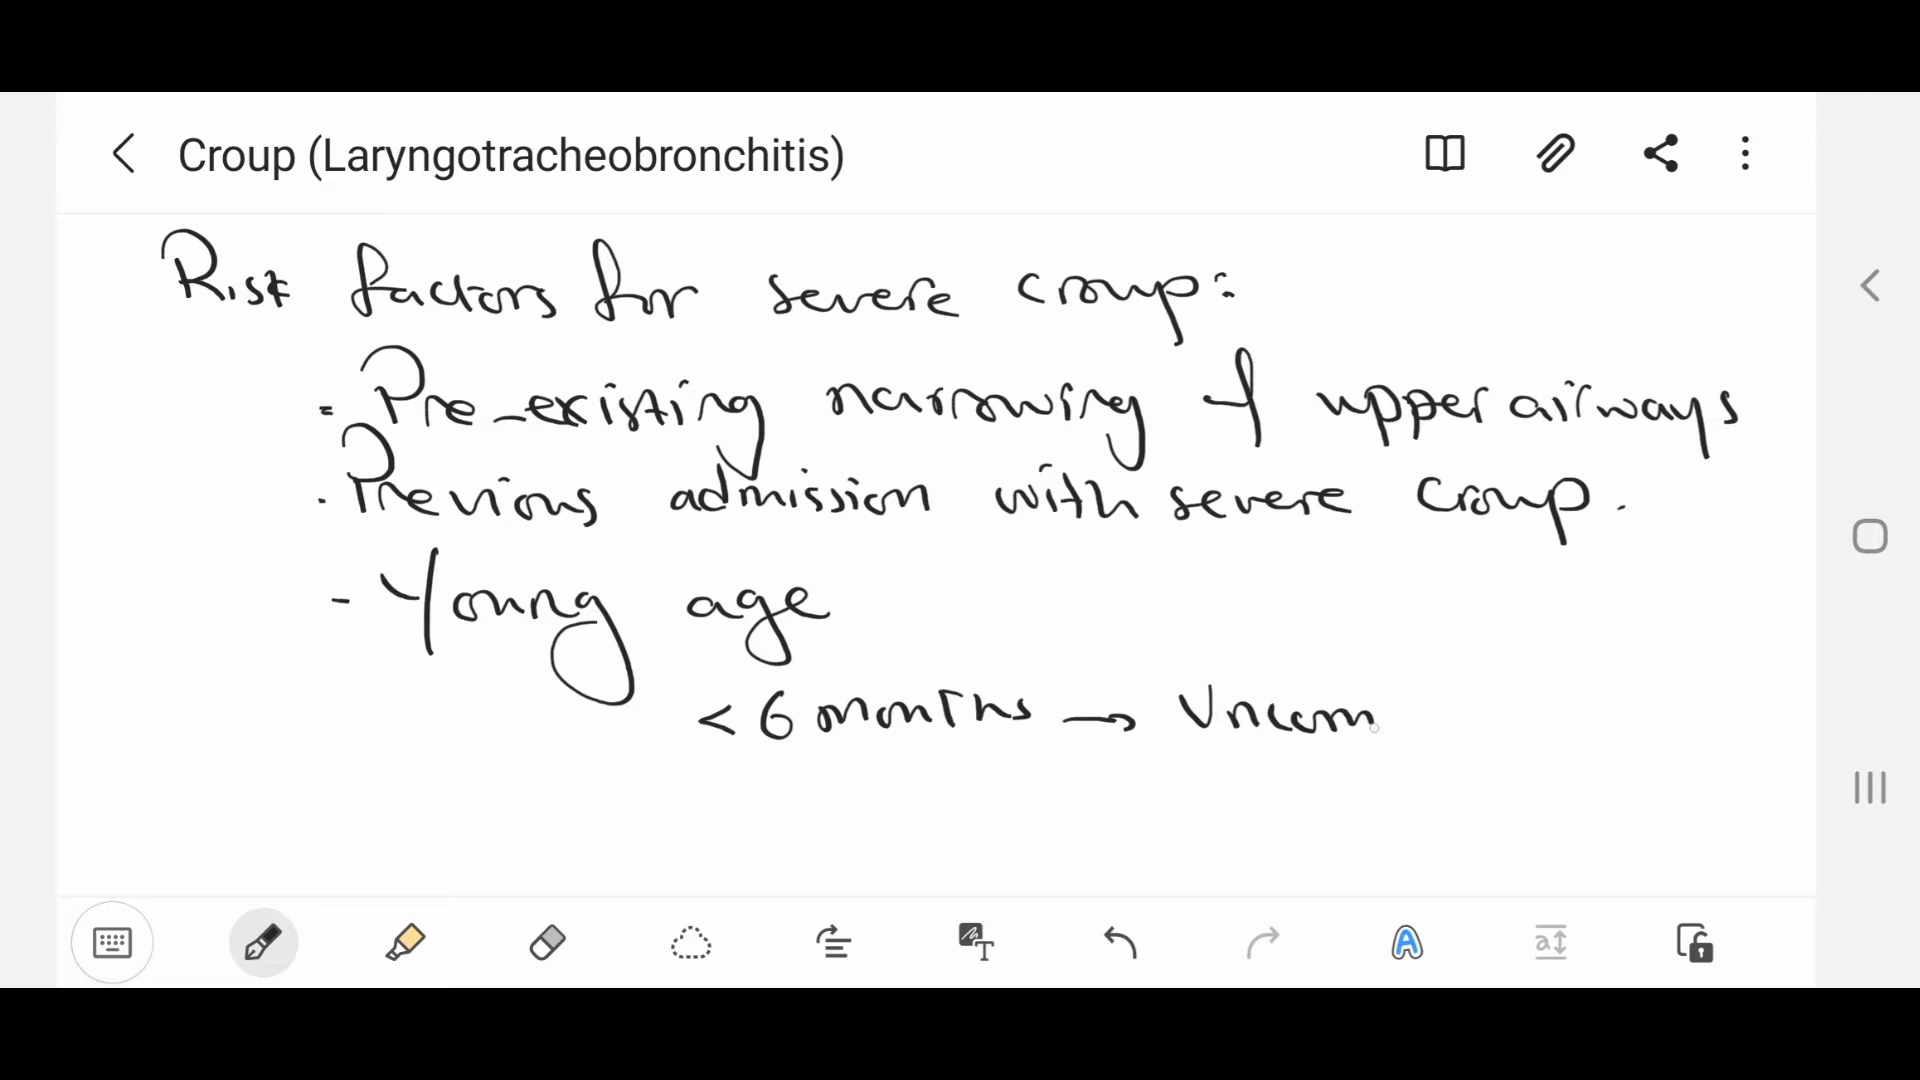 Croup (Laryngotracheobronchitis)
Risk factors for severe croup:
- Pre-existing narrowing of upper airways
- Previous admission with severe croup.
- Young age
< 6 months → Uncom